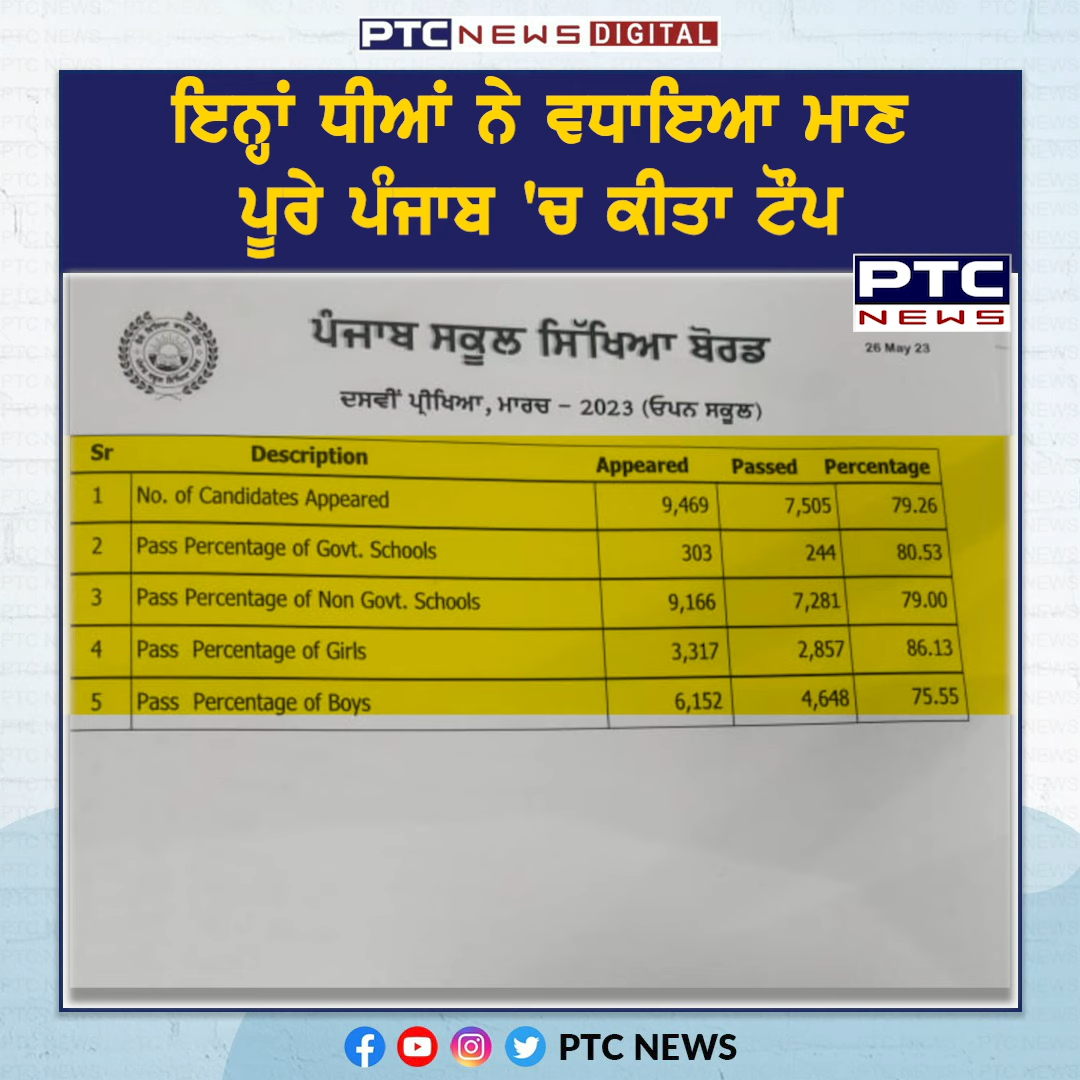 PTC NEWS DIGITAL
ਇਨ੍ਹਾਂ ਧੀਆਂ ਨੇ ਵਧਾਇਆ ਮਾਣ
ਪੂਰੇ ਪੰਜਾਬ 'ਚ ਕੀਤਾ ਟੌਪ
PTC
NEWS
ਪੰਜਾਬ ਸਕੂਲ ਸਿੱਖਿਆ ਬੋਰਡ
26 May 23
ਦਸਵੀਂ ਪ੍ਰੀਖਿਆ, ਮਾਰਚ – 2023 (ਓਪਨ ਸਕੂਲ)
Sr Description Appeared Passed Percentage
1 No. of Candidates Appeared 9,469 7,505 79.26
2 Pass Percentage of Govt. Schools 303 244 80.53
3 Pass Percentage of Non Govt. Schools 9,166 7,281 79.00
4 Pass Percentage of Girls 3,317 2,857 86.13
5 Pass Percentage of Boys 6,152 4,648 75.55
PTC NEWS